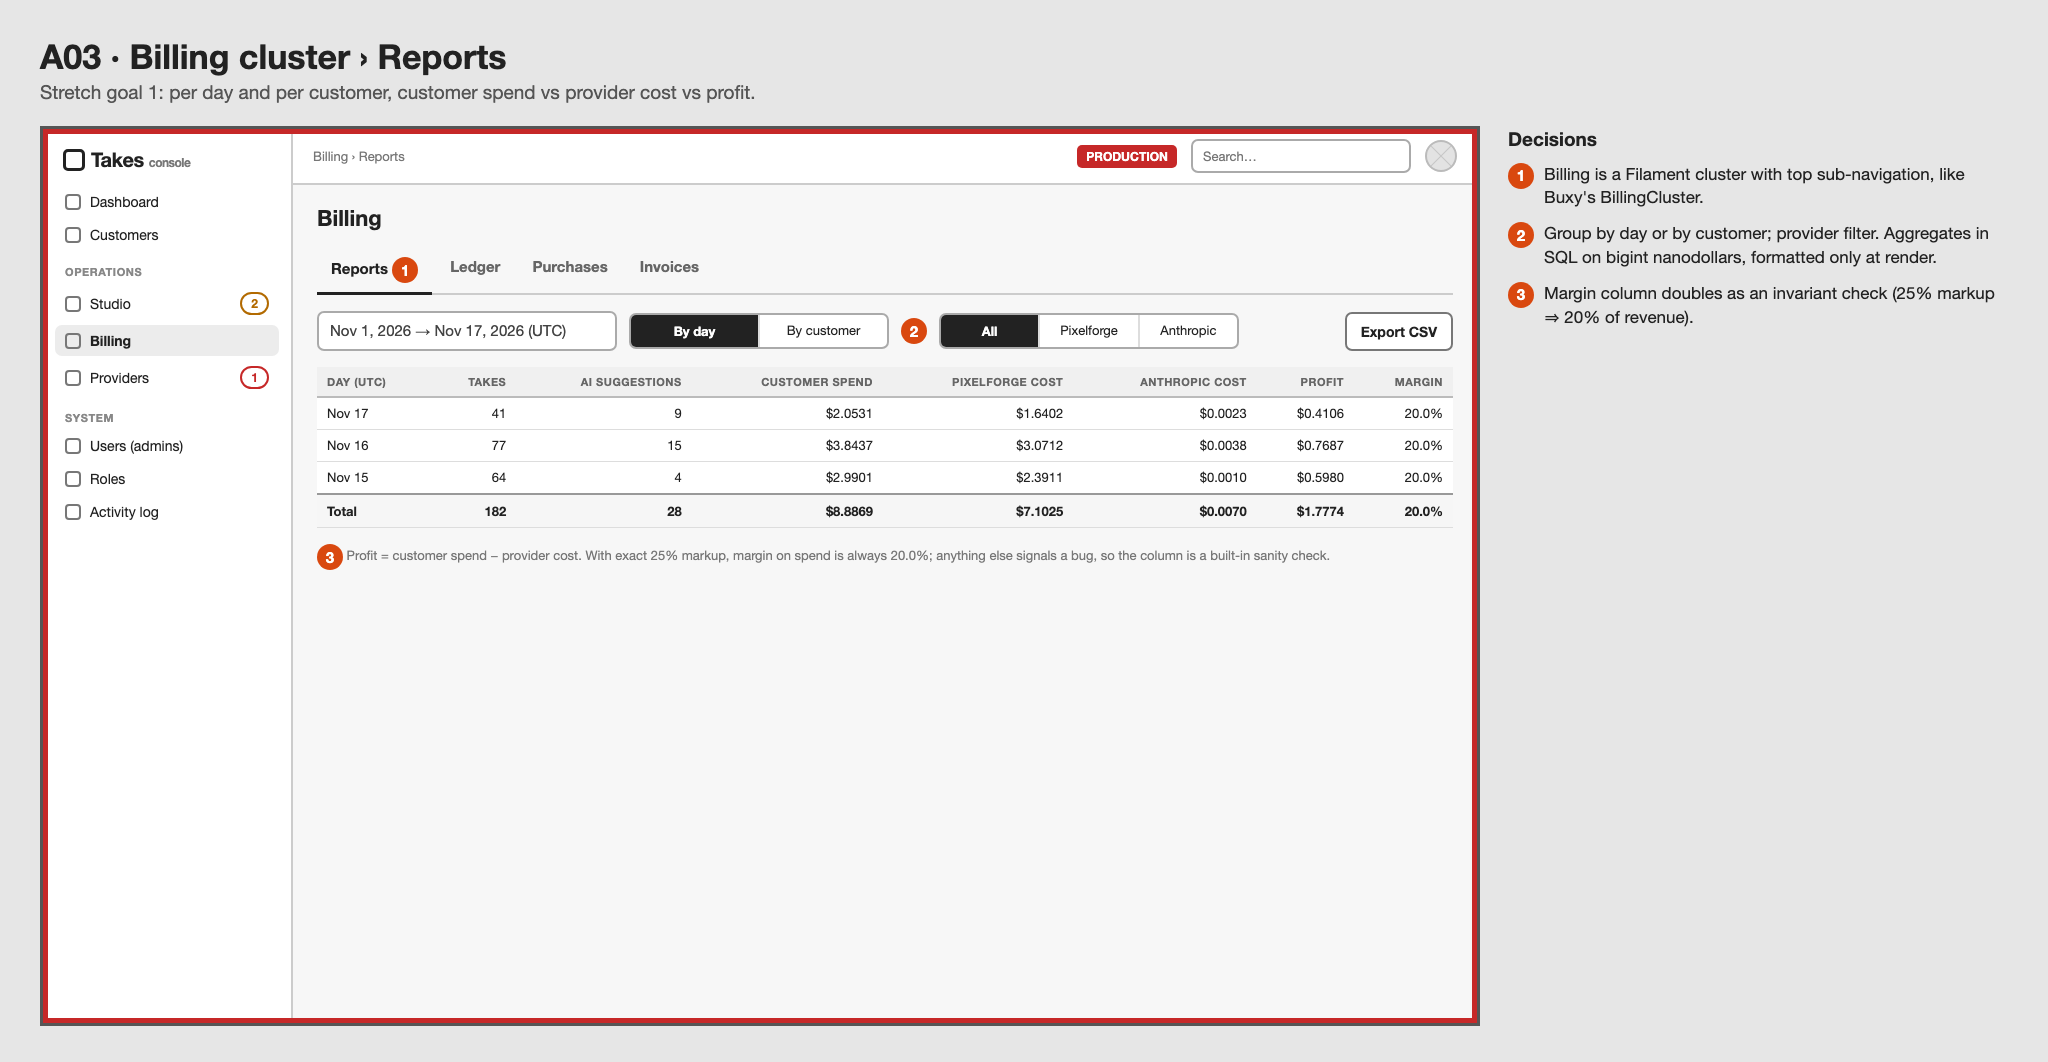 A03 · Billing cluster › Reports
Stretch goal 1: per day and per customer, customer spend vs provider cost vs profit.
Takes console
Dashboard
Customers
OPERATIONS
Studio 2
Billing
Providers 1
SYSTEM
Users (admins)
Roles
Activity log
Billing › Reports
PRODUCTION
Search…
Billing
Reports 1 Ledger Purchases Invoices
Nov 1, 2026 → Nov 17, 2026 (UTC) By day By customer 2 All Pixelforge Anthropic Export CSV
DAY (UTC) TAKES AI SUGGESTIONS CUSTOMER SPEND PIXELFORGE COST ANTHROPIC COST PROFIT MARGIN
Nov 17 41 9 $2.0531 $1.6402 $0.0023 $0.4106 20.0%
Nov 16 77 15 $3.8437 $3.0712 $0.0038 $0.7687 20.0%
Nov 15 64 4 $2.9901 $2.3911 $0.0010 $0.5980 20.0%
Total 182 28 $8.8869 $7.1025 $0.0070 $1.7774 20.0%
3 Profit = customer spend – provider cost. With exact 25% markup, margin on spend is always 20.0%; anything else signals a bug, so the column is a built-in sanity check.
Decisions
1 Billing is a Filament cluster with top sub-navigation, like
Buxy's BillingCluster.
2 Group by day or by customer; provider filter. Aggregates in
SQL on bigint nanodollars, formatted only at render.
3 Margin column doubles as an invariant check (25% markup
⇒ 20% of revenue).